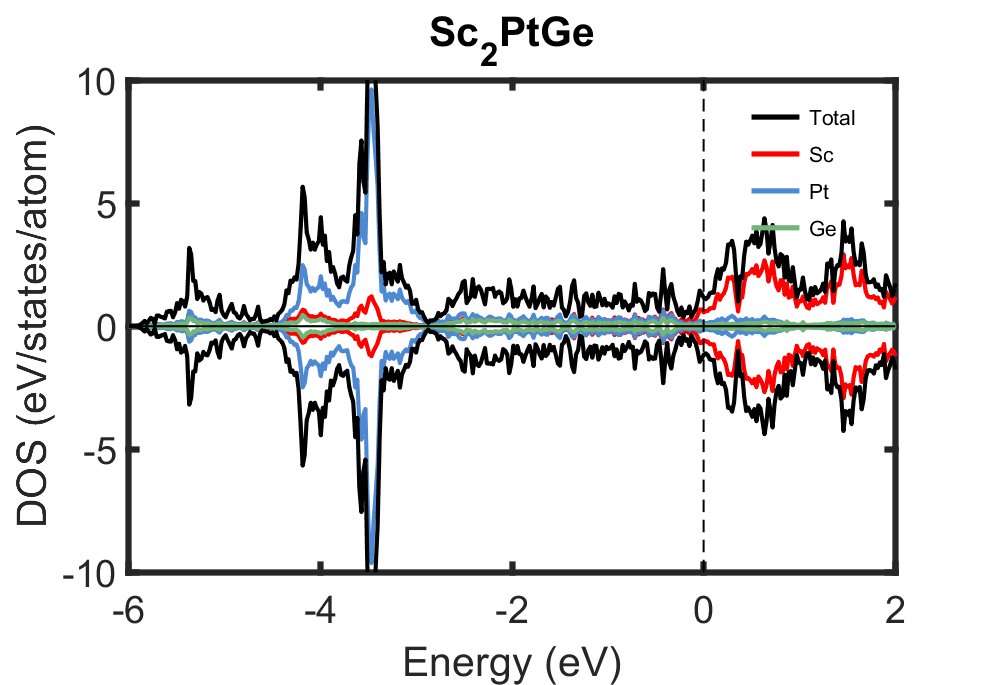 Sc₂PtGe
DOS (eV/states/atom)
10
5
0
-5
-10
Total
Sc
Pt
Ge
-6 -4 -2 0 2
Energy (eV)